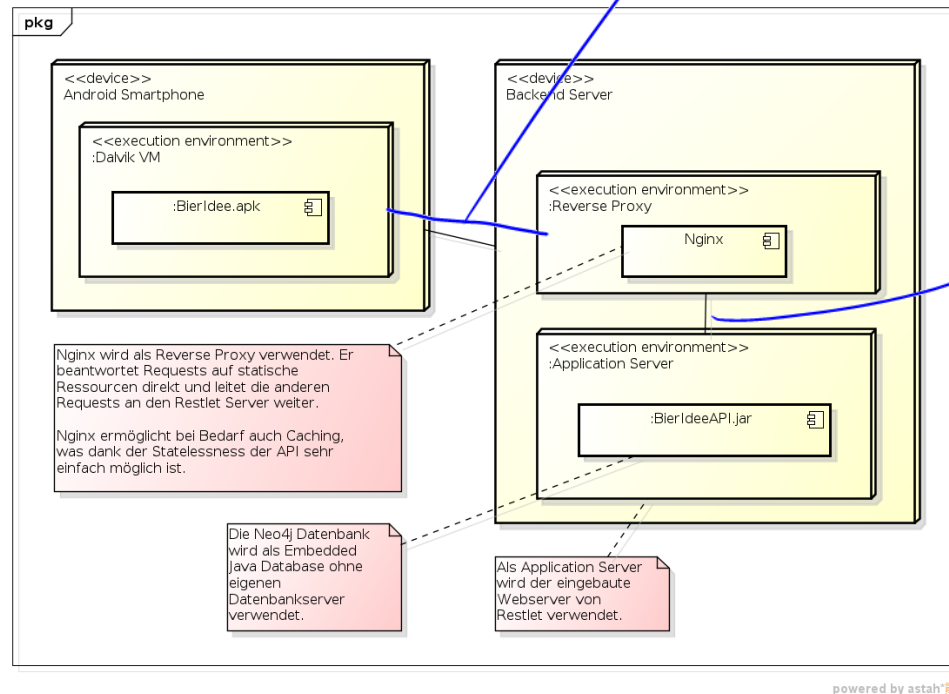 pkg
<<device>>
Android Smartphone
<<execution environment>>
:Dalvik VM
:BierIdee.apk
<<device>>
Backend Server
<<execution environment>>
:Reverse Proxy
Nginx
<<execution environment>>
:Application Server
:BierIdeeAPI.jar
Nginx wird als Reverse Proxy verwendet. Er
beantwortet Requests auf statische
Ressourcen direkt und leitet die anderen
Requests an den Restlet Server weiter.
Nginx ermöglicht bei Bedarf auch Caching,
was dank der Statelessness der API sehr
einfach möglich ist.
Die Neo4j Datenbank
wird als Embedded
Java Database ohne
eigenen
Datenbankserver
verwendet.
Als Application Server
wird der eingebaute
Webserver von
Restlet verwendet.
powered by astah*